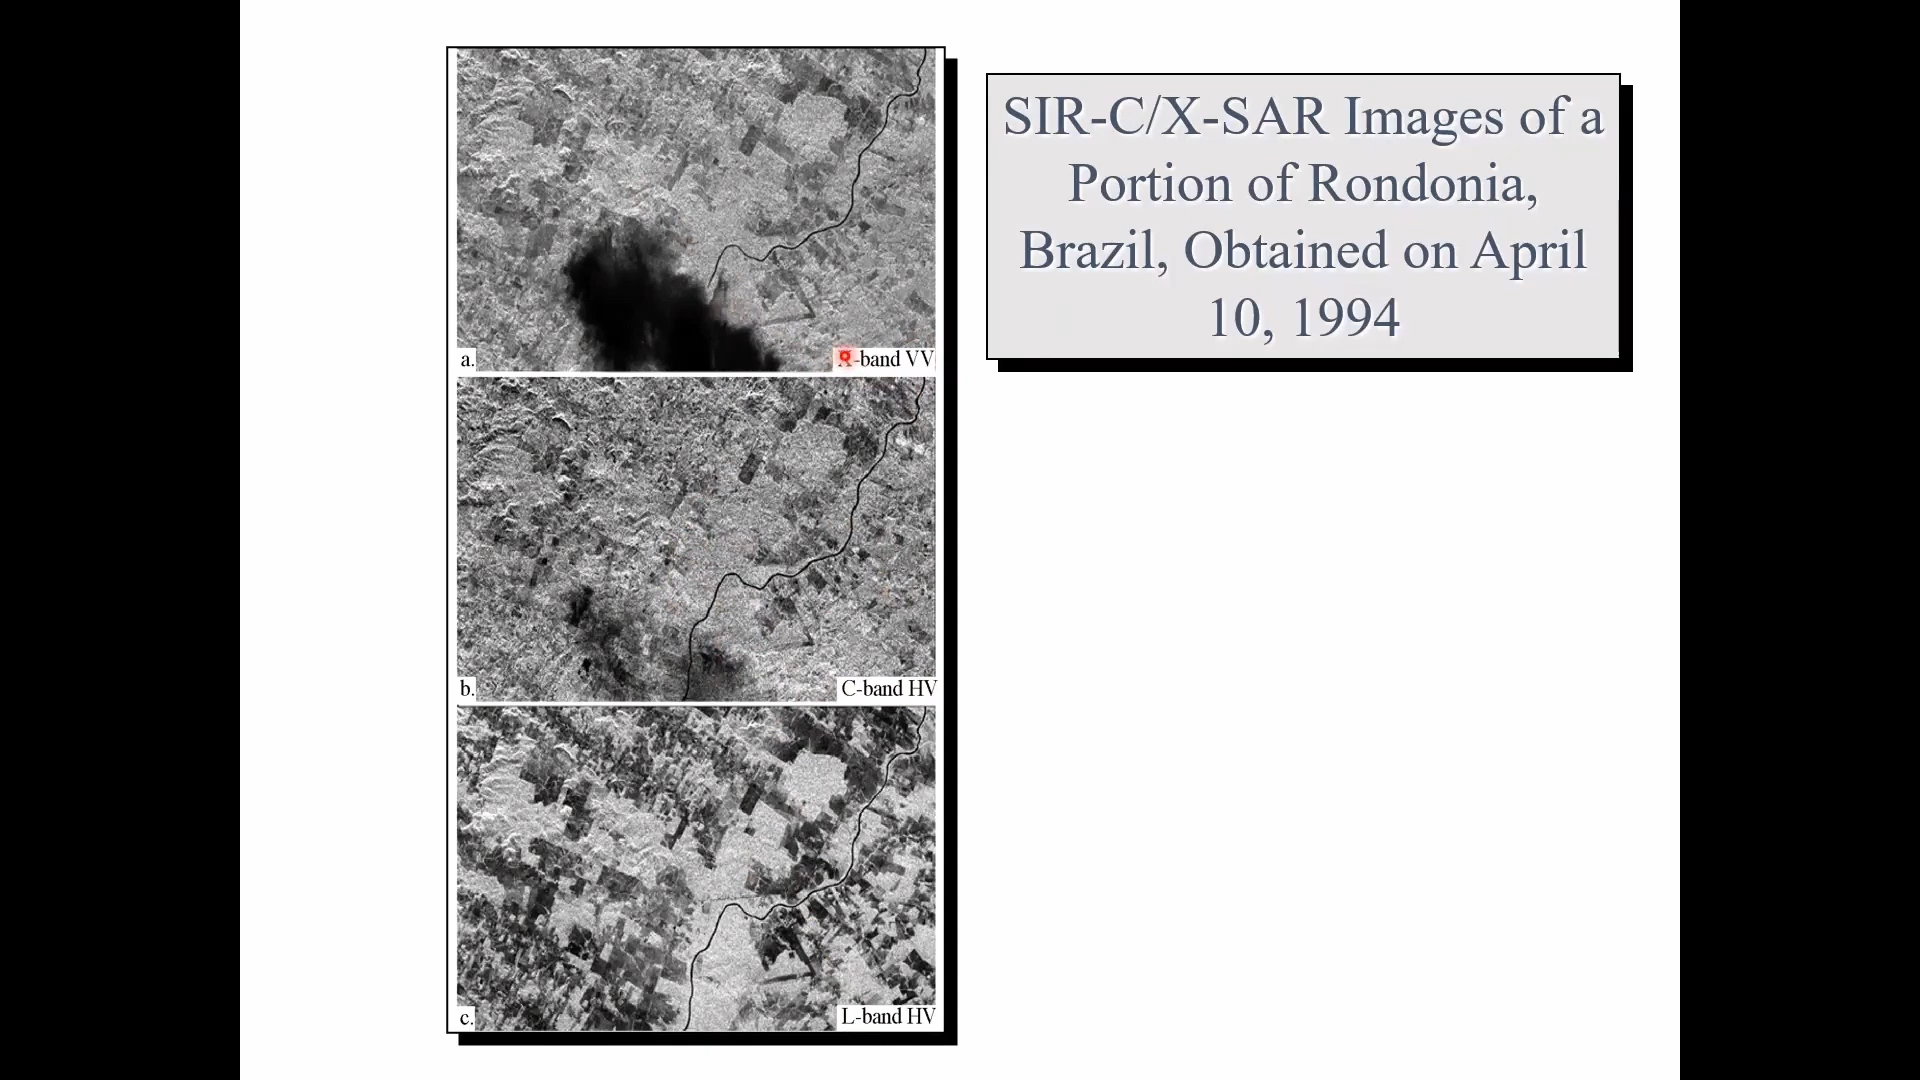 SIR-C/X-SAR Images of a
Portion of Rondonia,
Brazil, Obtained on April
10, 1994
a.
X-band VV
b.
C-band HV
c.
L-band HV